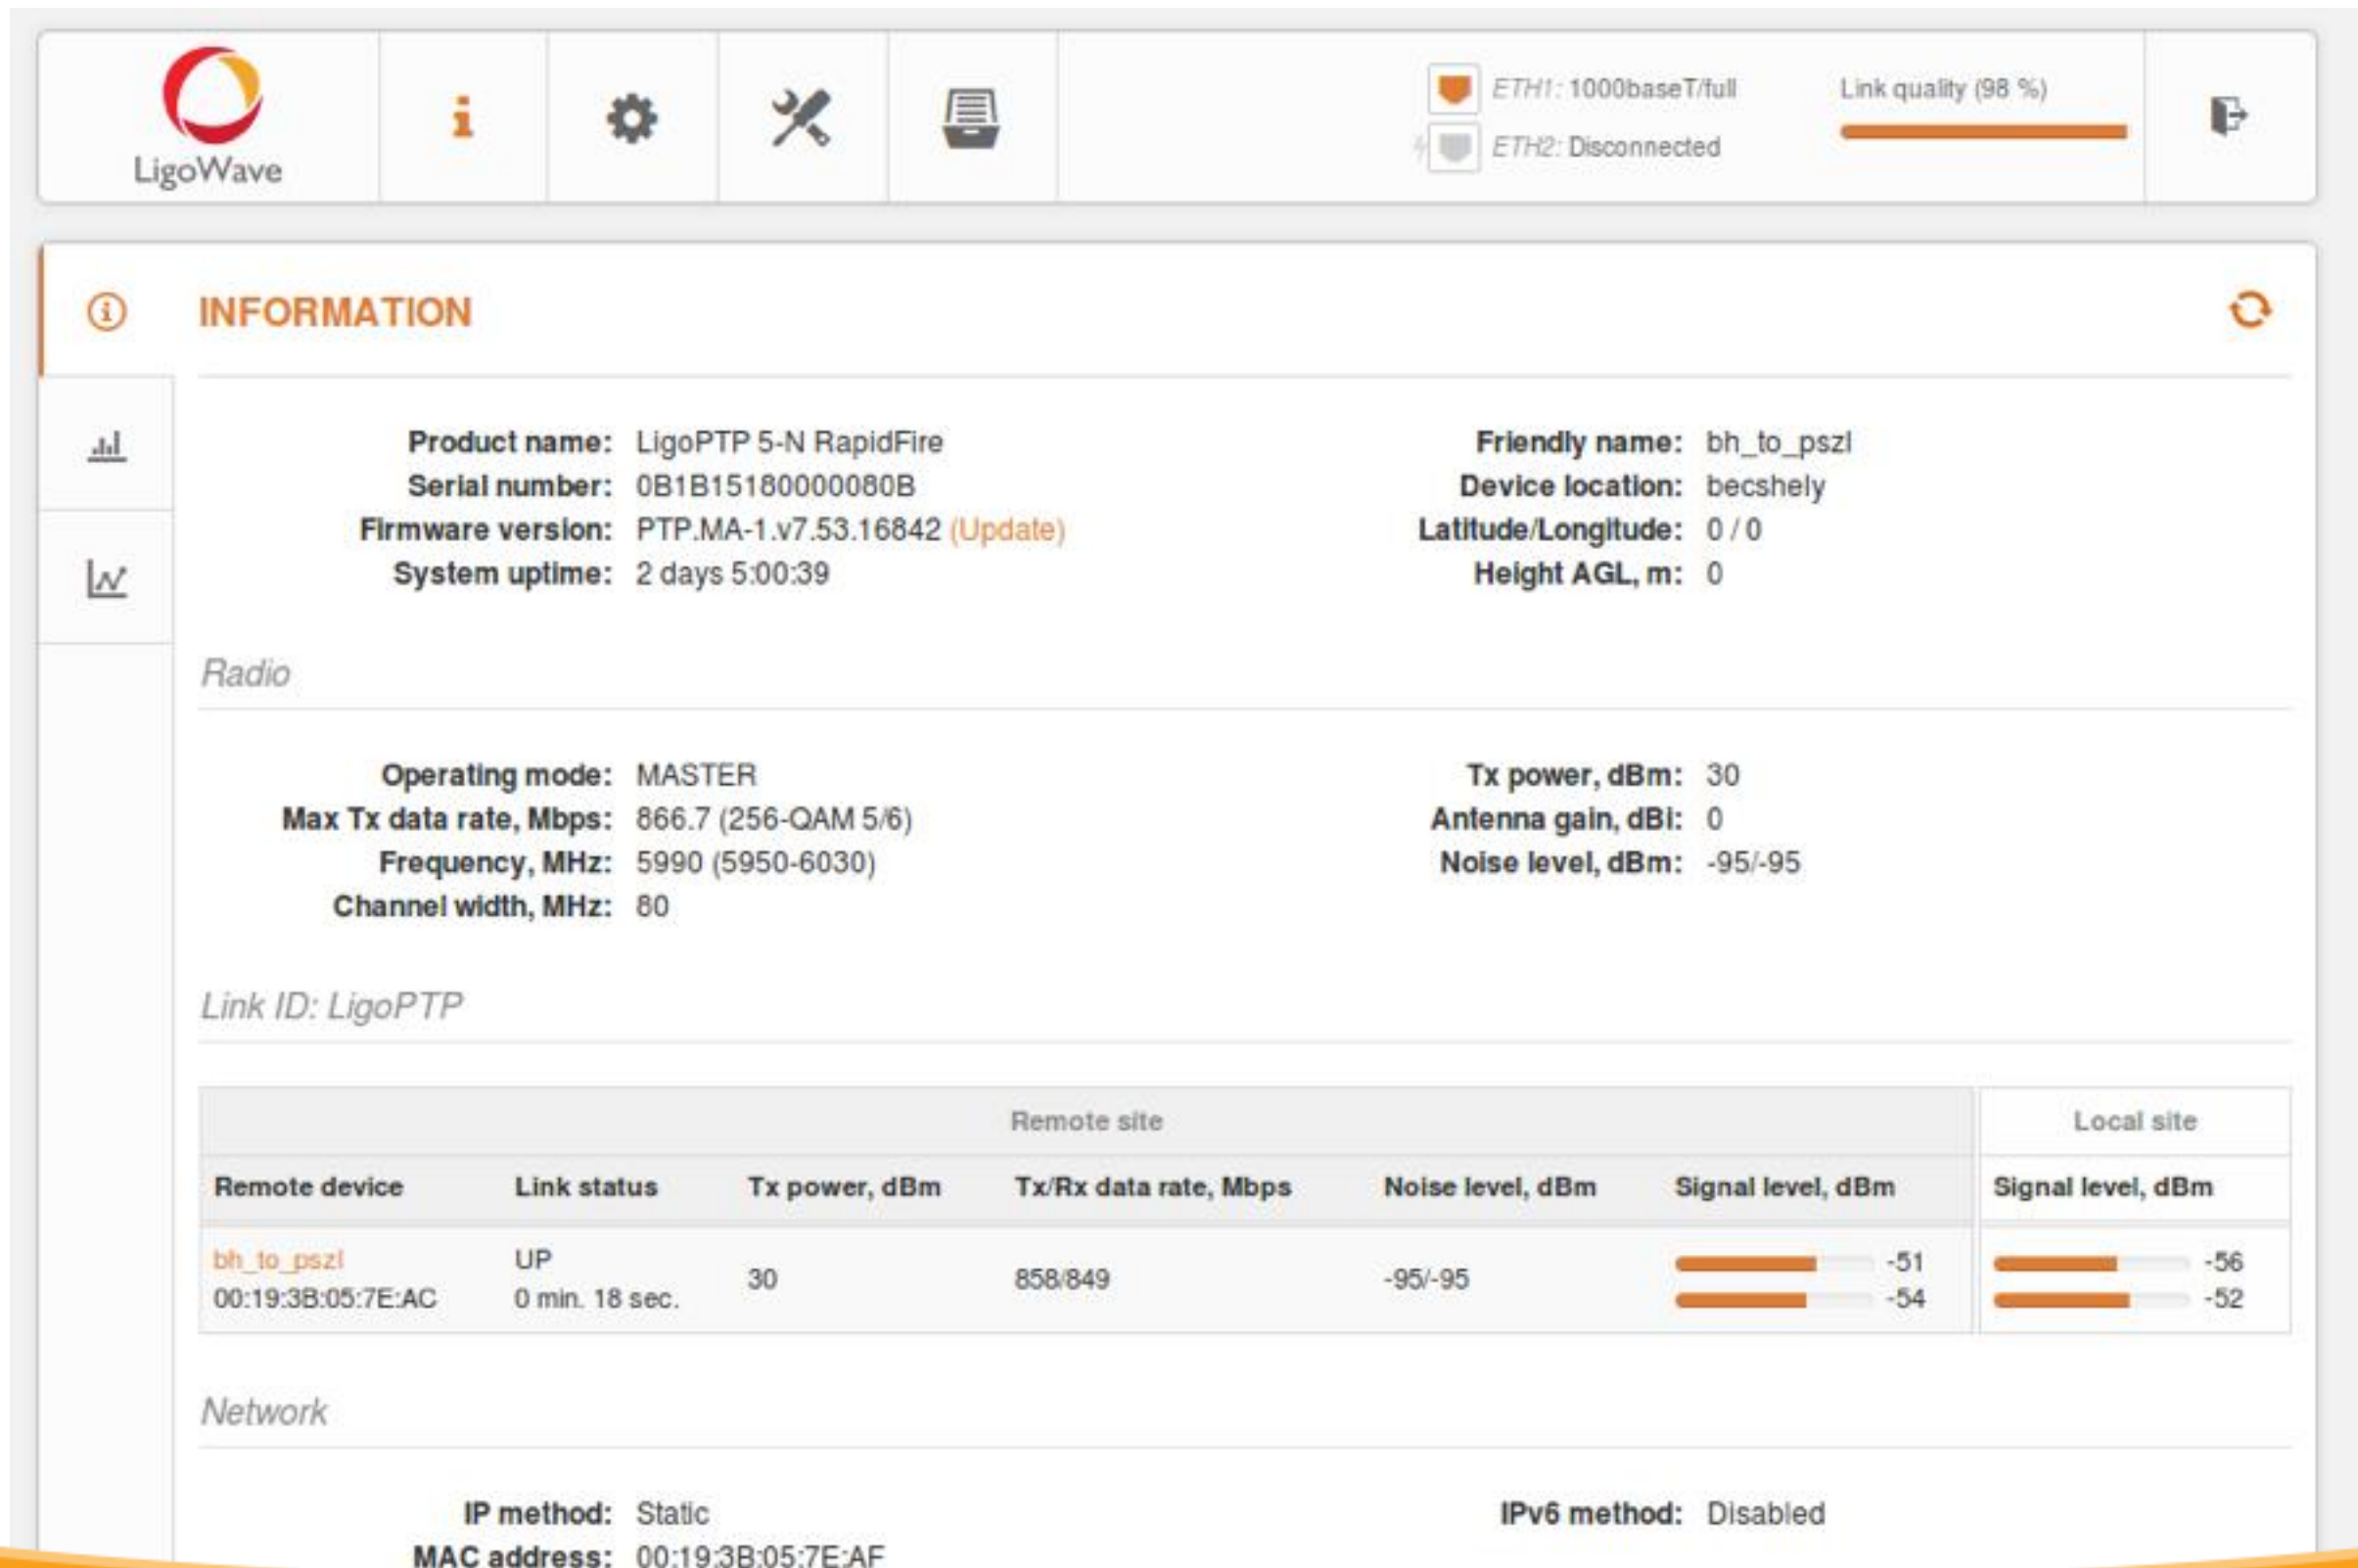 LigoWave
ETH1: 1000baseT/full
ETH2: Disconnected
Link quality (98 %)
INFORMATION
Product name: LigoPTP 5-N RapidFire
Serial number: 0B1B15180000080B
Firmware version: PTP.MA-1.v7.53.16842 (Update)
System uptime: 2 days 5:00:39
Friendly name: bh_to_pszl
Device location: becshely
Latitude/Longitude: 0 / 0
Height AGL, m: 0
Radio
Operating mode: MASTER
Max Tx data rate, Mbps: 866.7 (256-QAM 5/6)
Frequency, MHz: 5990 (5950-6030)
Channel width, MHz: 80
Tx power, dBm: 30
Antenna gain, dBi: 0
Noise level, dBm: -95/-95
Link ID: LigoPTP
Remote site Local site
Remote device Link status Tx power, dBm Tx/Rx data rate, Mbps Noise level, dBm Signal level, dBm Signal level, dBm
bh_to_pszl UP -51 -56
30 858/849 -95/-95
00:19:3B:05:7E:AC 0 min. 18 sec. -54 -52
Network
IP method: Static
MAC address: 00:19:3B:05:7E:AF
IPv6 method: Disabled